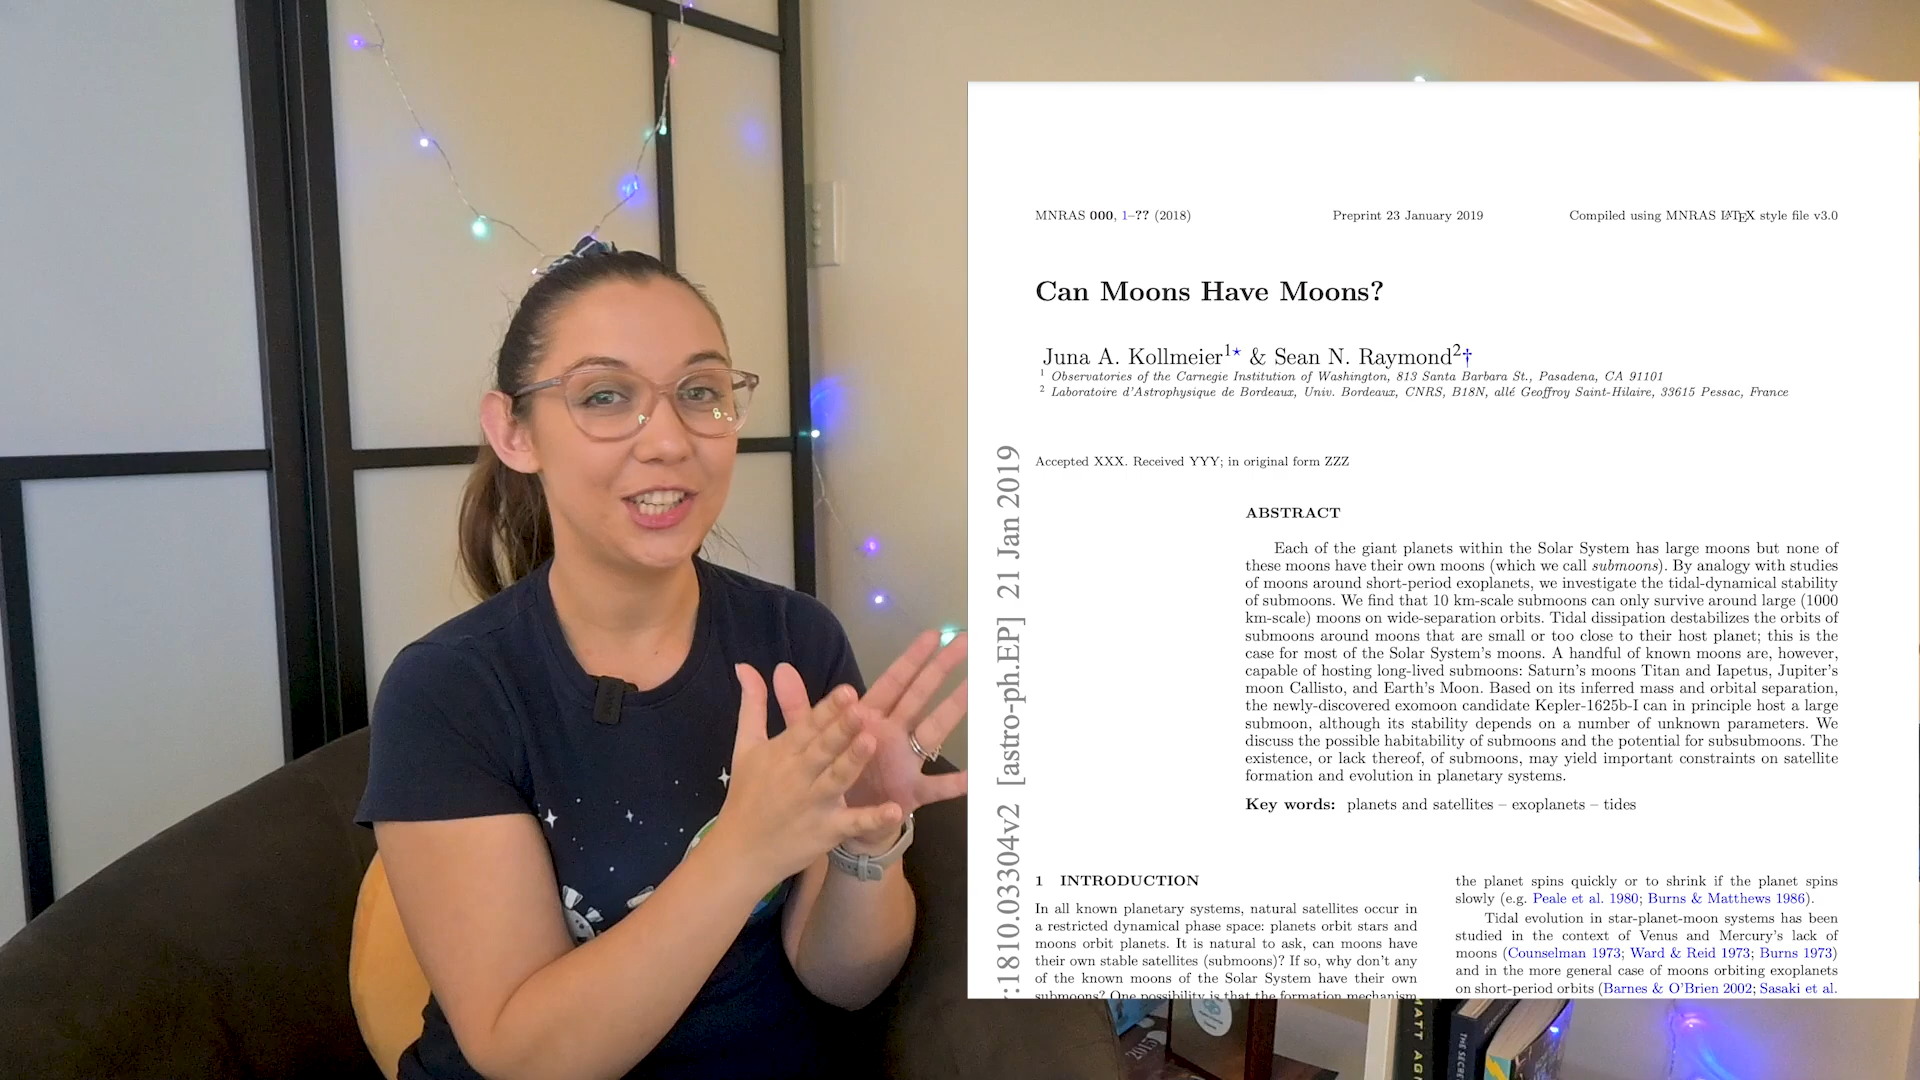 MNRAS 000, 1–?? (2018) Preprint 23 January 2019 Compiled using MNRAS LATEX style file v3.0
Can Moons Have Moons?
Juna A. Kollmeier1⋆ & Sean N. Raymond2†
1 Observatories of the Carnegie Institution of Washington, 813 Santa Barbara St., Pasadena, CA 91101
2 Laboratoire d'Astrophysique de Bordeaux, Univ. Bordeaux, CNRS, B18N, allé Geoffroy Saint-Hilaire, 33615 Pessac, France
Accepted XXX. Received YYY; in original form ZZZ
:1810.03304v2 [astro-ph.EP] 21 Jan 2019
ABSTRACT
Each of the giant planets within the Solar System has large moons but none of
these moons have their own moons (which we call submoons). By analogy with studies
of moons around short-period exoplanets, we investigate the tidal-dynamical stability
of submoons. We find that 10 km-scale submoons can only survive around large (1000
km-scale) moons on wide-separation orbits. Tidal dissipation destabilizes the orbits of
submoons around moons that are small or too close to their host planet; this is the
case for most of the Solar System's moons. A handful of known moons are, however,
capable of hosting long-lived submoons: Saturn's moons Titan and Iapetus, Jupiter's
moon Callisto, and Earth's Moon. Based on its inferred mass and orbital separation,
the newly-discovered exomoon candidate Kepler-1625b-I can in principle host a large
submoon, although its stability depends on a number of unknown parameters. We
discuss the possible habitability of submoons and the potential for subsubmoons. The
existence, or lack thereof, of submoons, may yield important constraints on satellite
formation and evolution in planetary systems.
Key words: planets and satellites – exoplanets – tides
1 INTRODUCTION
In all known planetary systems, natural satellites occur in
a restricted dynamical phase space: planets orbit stars and
moons orbit planets. It is natural to ask, can moons have
their own stable satellites (submoons)? If so, why don't any
of the known moons of the Solar System have their own
submoons? One possibility is that the formation mechanism
the planet spins quickly or to shrink if the planet spins
slowly (e.g. Peale et al. 1980; Burns & Matthews 1986).
Tidal evolution in star-planet-moon systems has been
studied in the context of Venus and Mercury's lack of
moons (Counselman 1973; Ward & Reid 1973; Burns 1973)
and in the more general case of moons orbiting exoplanets
on short-period orbits (Barnes & O'Brien 2002; Sasaki et al.
MATT AG
THE SECRE